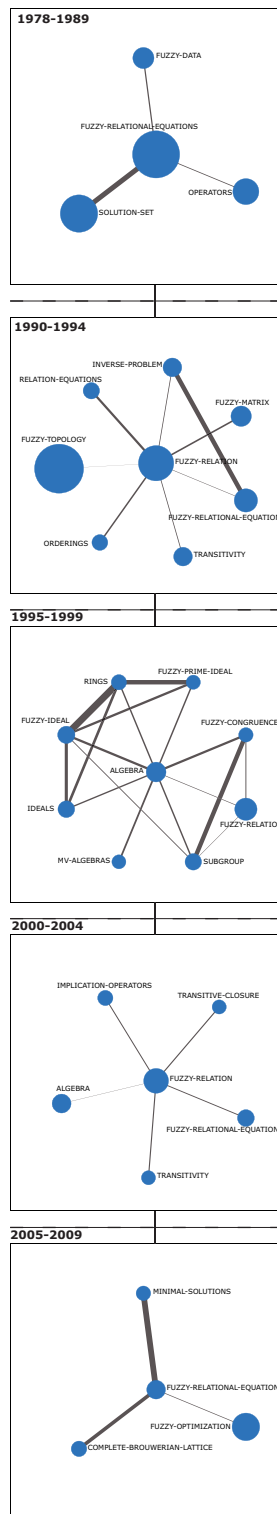 1978-1989
FUZZY-DATA
FUZZY-RELATIONAL-EQUATIONS
OPERATORS
SOLUTION-SET
1990-1994
INVERSE-PROBLEM
RELATION-EQUATIONS
FUZZY-MATRIX
FUZZY-TOPOLOGY
FUZZY-RELATION
FUZZY-RELATIONAL-EQUATION
ORDERINGS
TRANSITIVITY
1995-1999
FUZZY-PRIME-IDEAL
RINGS
FUZZY-IDEAL
FUZZY-CONGRUENCE
ALGEBRA
IDEALS
FUZZY-RELATIO
MV-ALGEBRAS
SUBGROUP
2000-2004
IMPLICATION-OPERATORS
TRANSITIVE-CLOSURE
FUZZY-RELATION
ALGEBRA
FUZZY-RELATIONAL-EQUATION
TRANSITIVITY
2005-2009
MINIMAL-SOLUTIONS
FUZZY-RELATIONAL-EQUATION
FUZZY-OPTIMIZATION
COMPLETE-BROUWERIAN-LATTICE